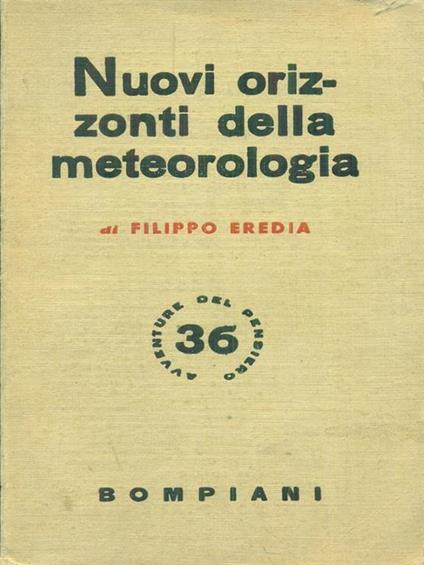 Nuovi oriz-
zonti della
meteorologia
di FILIPPO EREDIA
AVVENTURE DEL PENSIERO
36
BOMPIANI